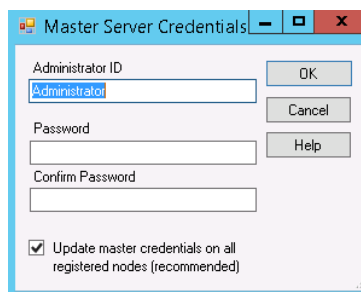 Master Server Credentials
Administrator ID
Administrator
Password
Confirm Password
OK
Cancel
Help
Update master credentials on all
registered nodes (recommended)